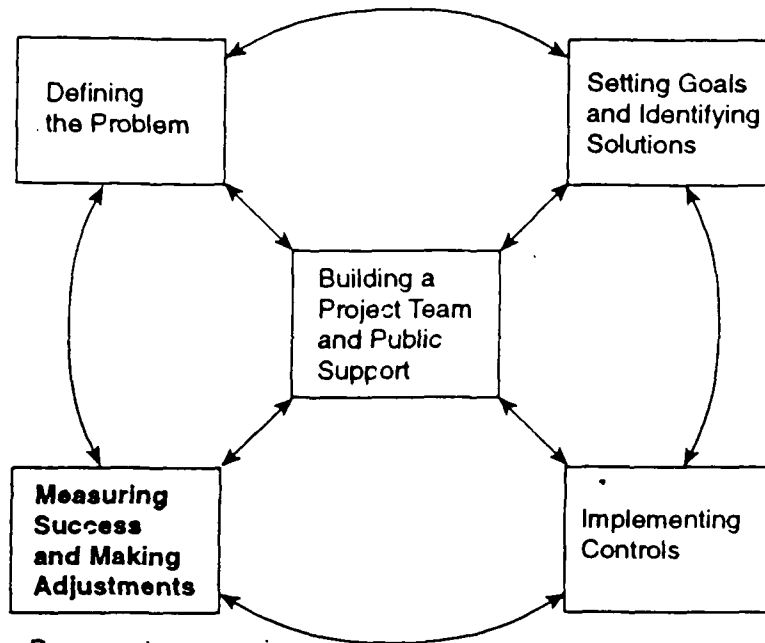 Defining
the Problem
Setting Goals
and Identifying
Solutions
Building a
Project Team
and Public
Support
Measuring
Success
and Making
Adjustments
Implementing
Controls